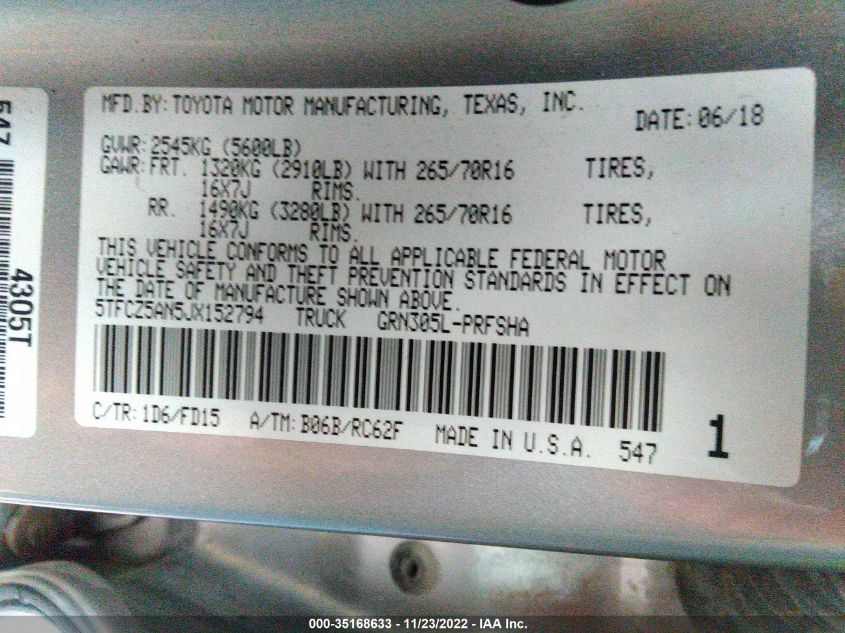 MFD.BY:TOYOTA MOTOR MANUFACTURING, TEXAS, INC. DATE:06/18
GVWR:2545KG (5600LB)
GAWR:FRT. 1320KG (2910LB) WITH 265/70R16 TIRES,
16X7J RIMS.
RR. 1490KG (3280LB) WITH 265/70R16 TIRES,
16X7J RIMS.
THIS VEHICLE CONFORMS TO ALL APPLICABLE FEDERAL MOTOR
VEHICLE SAFETY AND THEFT PREVENTION STANDARDS IN EFFECT ON
THE DATE OF MANUFACTURE SHOWN ABOVE.
5TFCZ5AN5JX152794 TRUCK GRN305L-PRFSHA
C/TR:1D6/FD15 A/TM:B06B/RC62F MADE IN U.S.A. 547 1
547
4305T
000-35168633 - 11/23/2022 - IAA Inc.